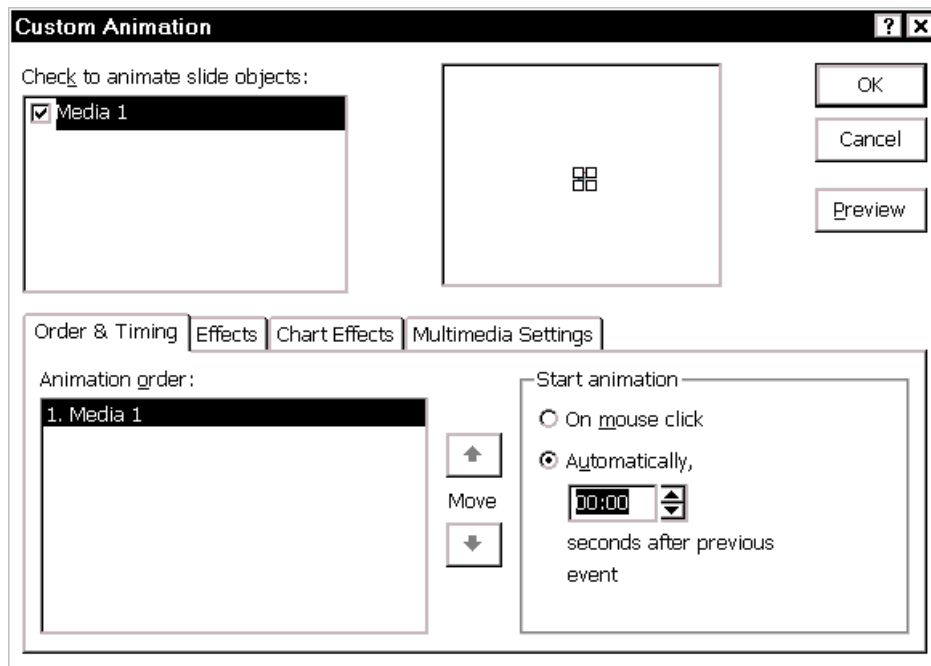 Custom Animation
?
Check to animate slide objects:
Media 1
OK
Cancel
Preview
Order & Timing
Effects
Chart Effects
Multimedia Settings
Animation order:
1. Media 1
Move
Start animation
On mouse click
Automatically,
00:00
seconds after previous
event